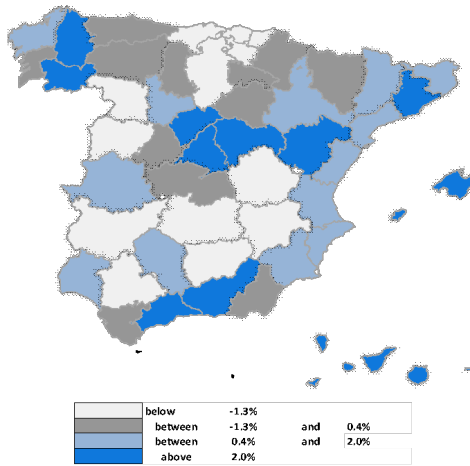 below -1.3%
between -1.3% and 0.4%
between 0.4% and 2.0%
above 2.0%